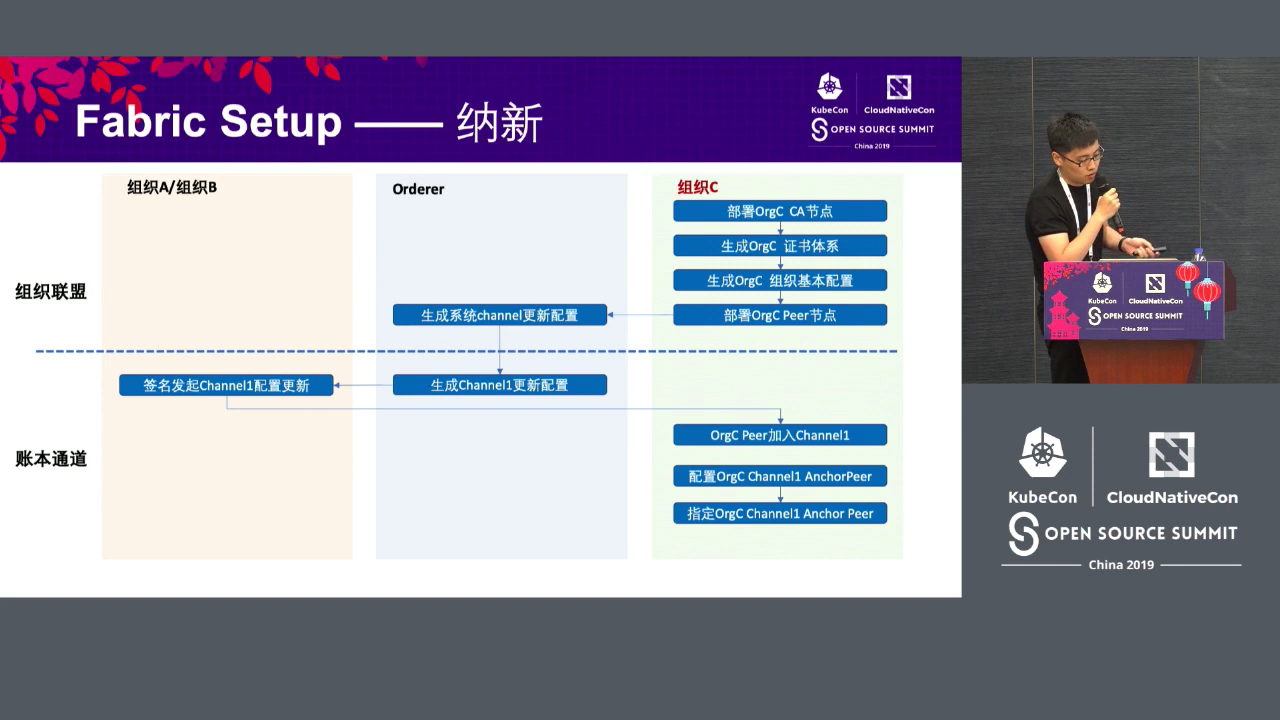 Fabric Setup —— 纳新
KubeCon
CloudNativeCon
OPEN SOURCE SUMMIT
China 2019
组织A/组织B
Orderer
组织C
部署OrgC CA节点
生成OrgC 证书体系
生成OrgC 组织基本配置
组织联盟
生成系统channel更新配置
部署OrgC Peer节点
签名发起Channel1配置更新
生成Channel1更新配置
OrgC Peer加入Channel1
账本通道
配置OrgC Channel1 AnchorPeer
指定OrgC Channel1 Anchor Peer
KubeCon
CloudNativeCon
OPEN SOURCE SUMMIT
China 2019
KubeCon
CloudNativeCon
OPEN SOURCE SUMMIT
China 2019